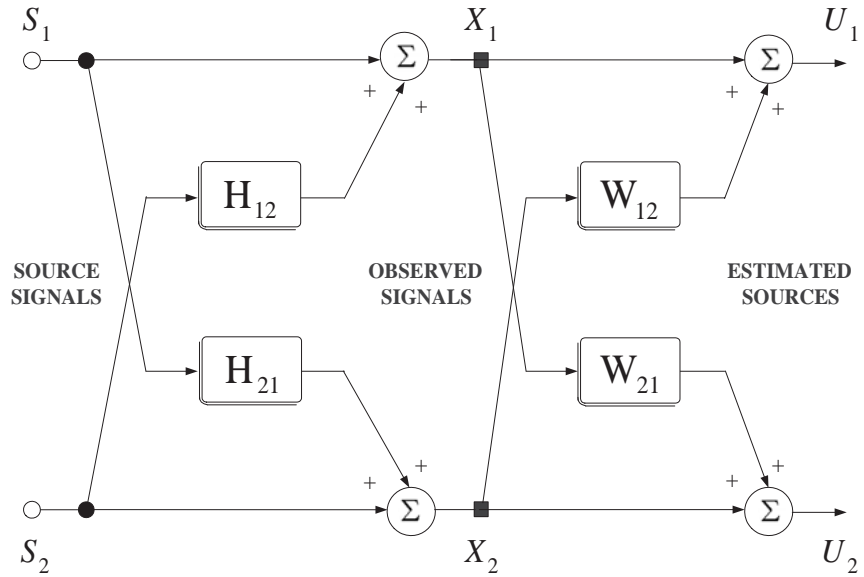 S1 X1 U1
Σ Σ
+ + + +
H12 W12
SOURCE SIGNALS OBSERVED SIGNALS ESTIMATED SOURCES
H21 W21
+ + + +
Σ Σ
S2 X2 U2